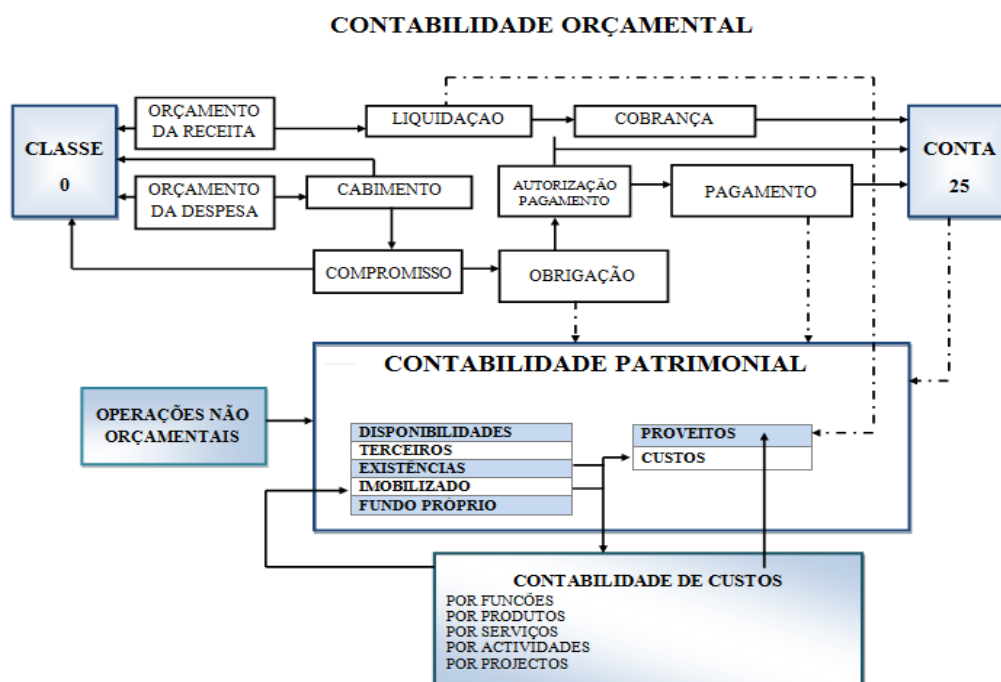 CONTABILIDADE ORÇAMENTAL
CLASSE
0
ORÇAMENTO
DA RECEITA
LIQUIDAÇAO
COBRANÇA
CONTA
25
ORÇAMENTO
DA DESPESA
CABIMENTO
AUTORIZAÇÃO
PAGAMENTO
PAGAMENTO
COMPROMISSO
OBRIGAÇÃO
CONTABILIDADE PATRIMONIAL
OPERAÇÕES NÃO
ORÇAMENTAIS
DISPONIBILIDADES
TERCEIROS
EXISTÊNCIAS
IMOBILIZADO
FUNDO PRÓPRIO
PROVEITOS
CUSTOS
CONTABILIDADE DE CUSTOS
POR FUNCÕES
POR PRODUTOS
POR SERVIÇOS
POR ACTIVIDADES
POR PROJECTOS